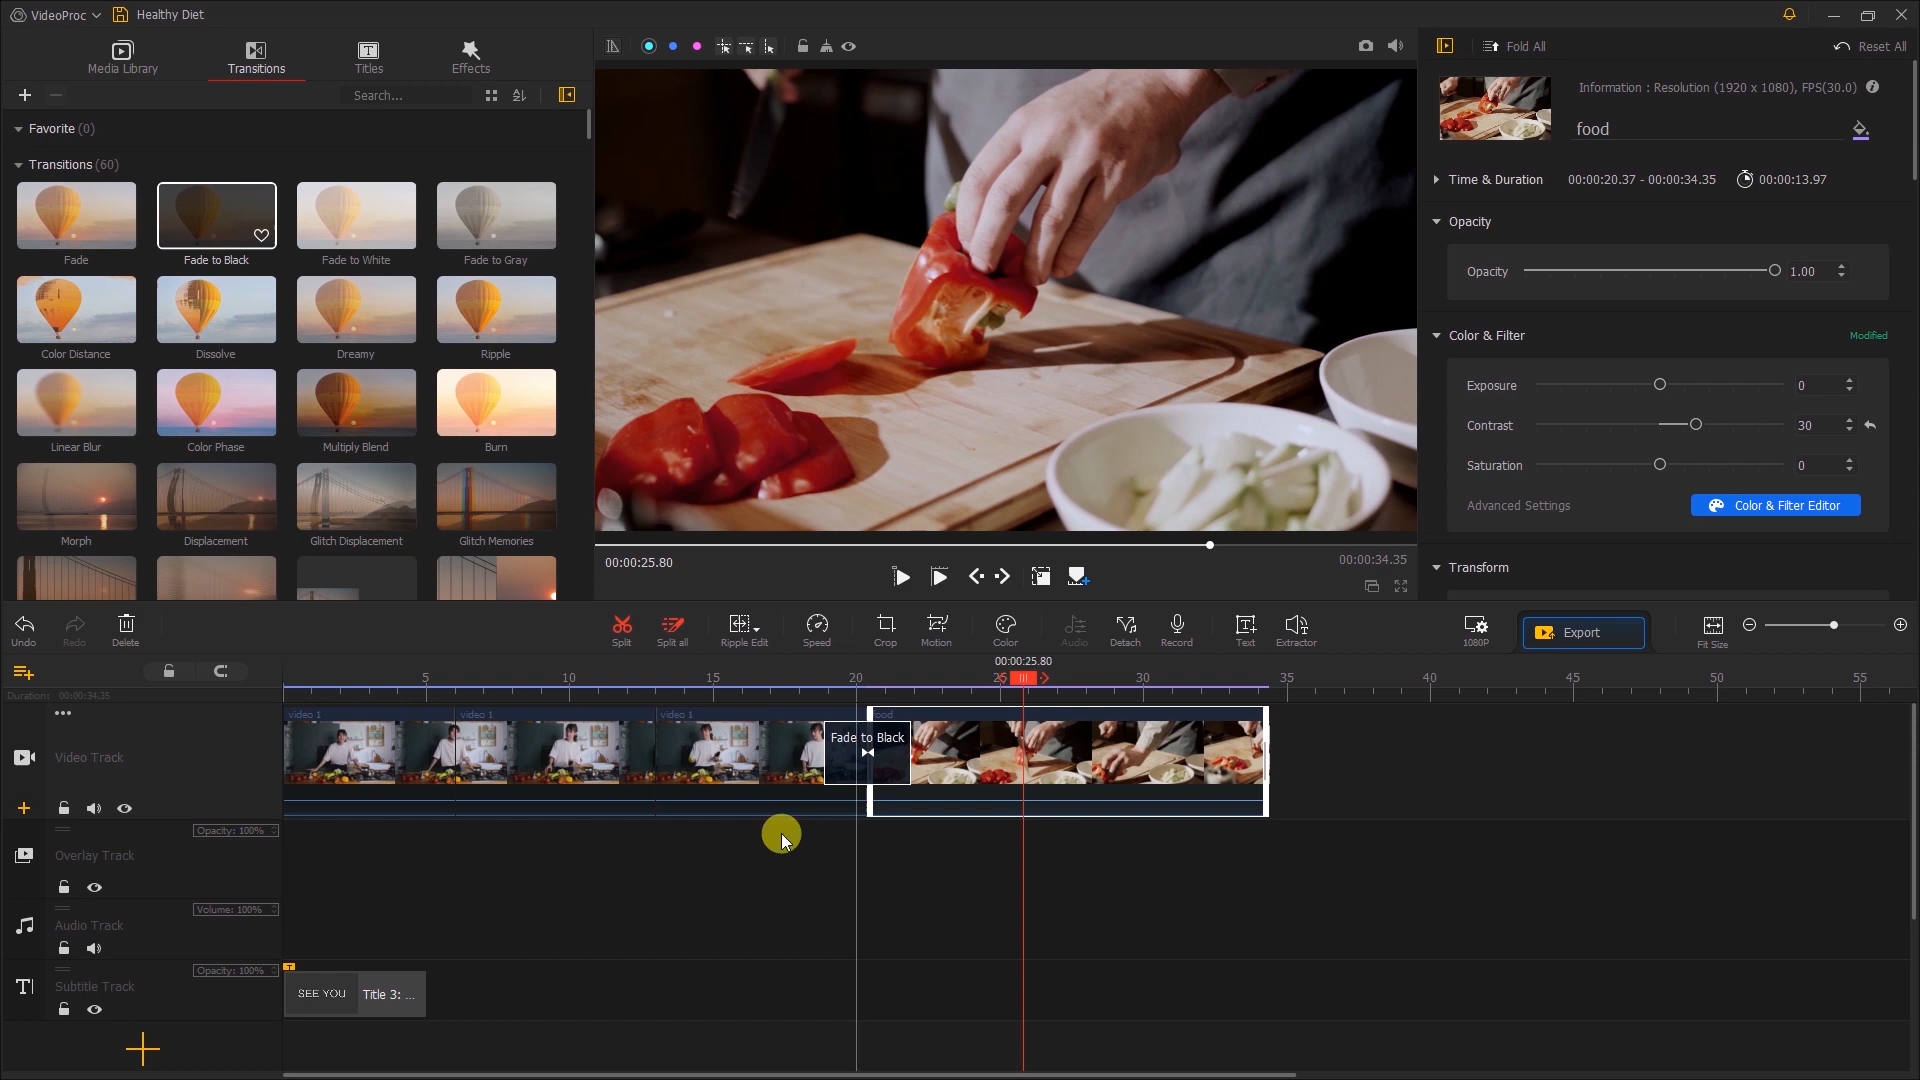 VideoProc
Healthy Diet
Media Library
Transitions
Titles
Effects
Search...
Favorite (0)
Transitions (60)
Fade
Fade to Black
Fade to White
Fade to Gray
Color Distance
Dissolve
Dreamy
Ripple
Linear Blur
Color Phase
Multiply Blend
Burn
Morph
Displacement
Glitch Displacement
Glitch Memories
00:00:25.80
00:00:34.35
Fold All
Reset All
Information : Resolution (1920 x 1080), FPS(30.0)
food
Time & Duration 00:00:20.37 - 00:00:34.35 00:00:13.97
Opacity
Opacity 1.00
Color & Filter Modified
Exposure 0
Contrast 30
Saturation 0
Advanced Settings Color & Filter Editor
Transform
Undo
Redo
Delete
Split
Split all
Ripple Edit
Speed
Crop
Motion
Color
Audio
Detach
Record
Text
Extractor
1080P
Export
Fit Size
00:00:25.80
5 10 15 20 25 30 35 40 45 50 55
Duration: 00:00:34.35
video 1 video 1 video 1
Fade to Black
Video Track
Opacity: 100%
Overlay Track
Volume: 100%
Audio Track
Opacity: 100%
Subtitle Track
SEE YOU Title 3: ...